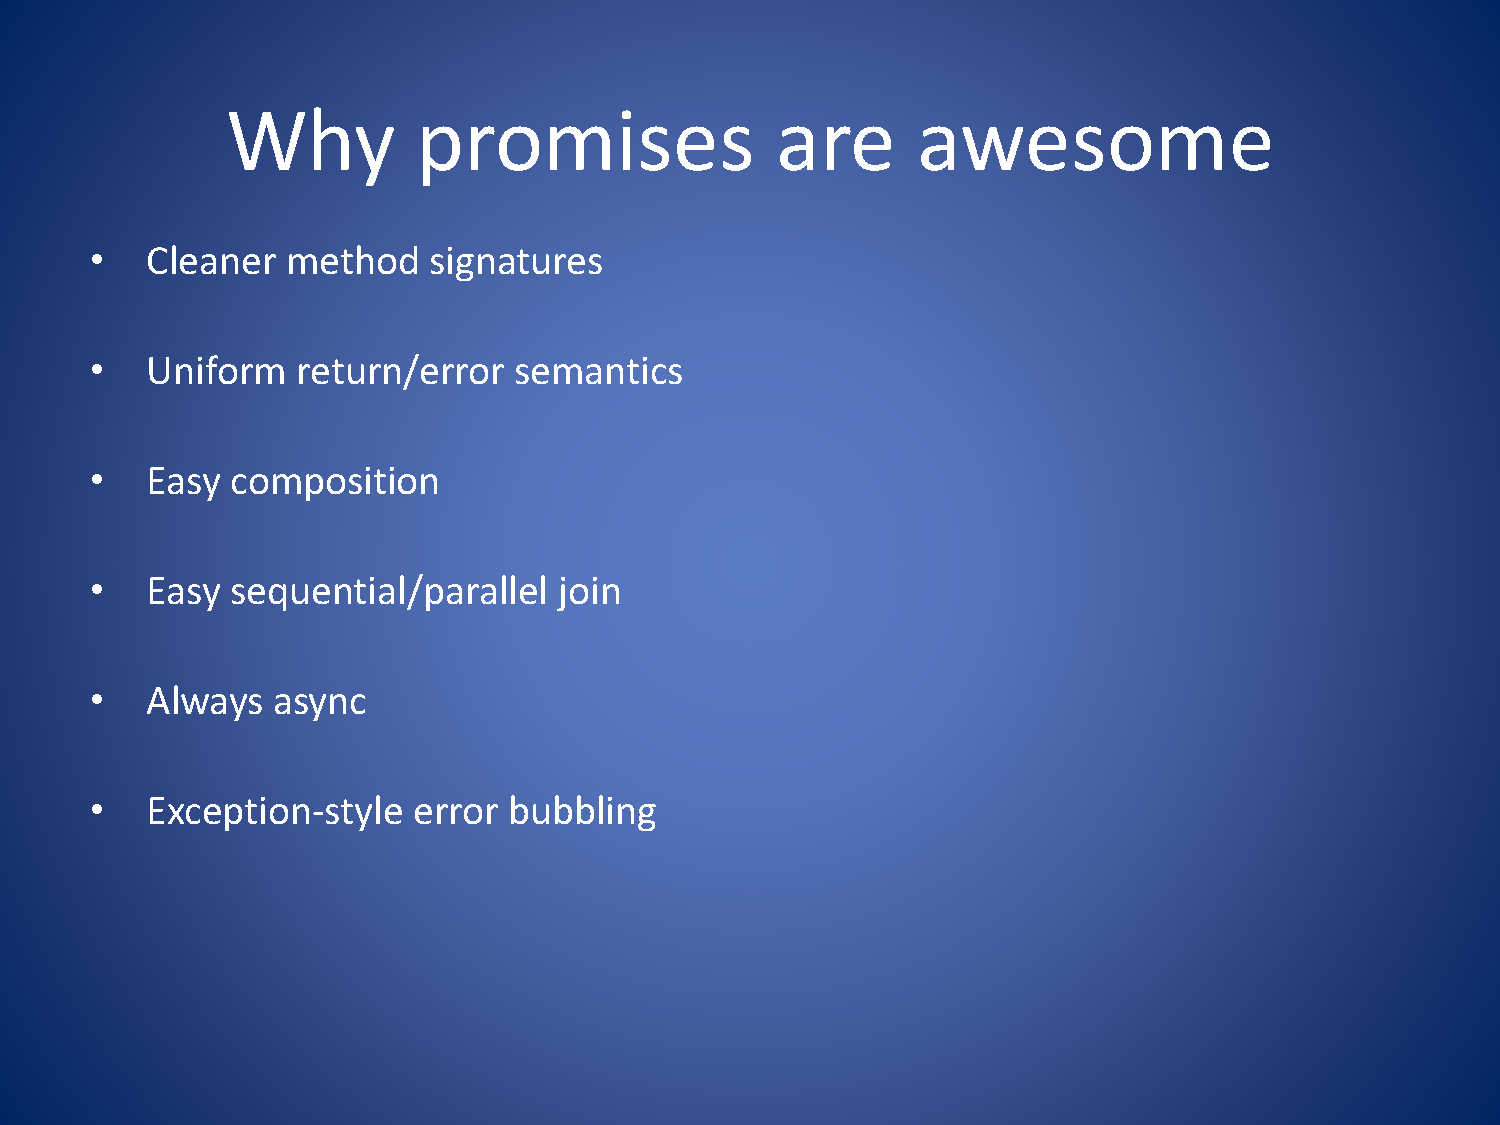 Why promises are awesome
• Cleaner method signatures
• Uniform return/error semantics
• Easy composition
• Easy sequential/parallel join
• Always async
• Exception-style error bubbling